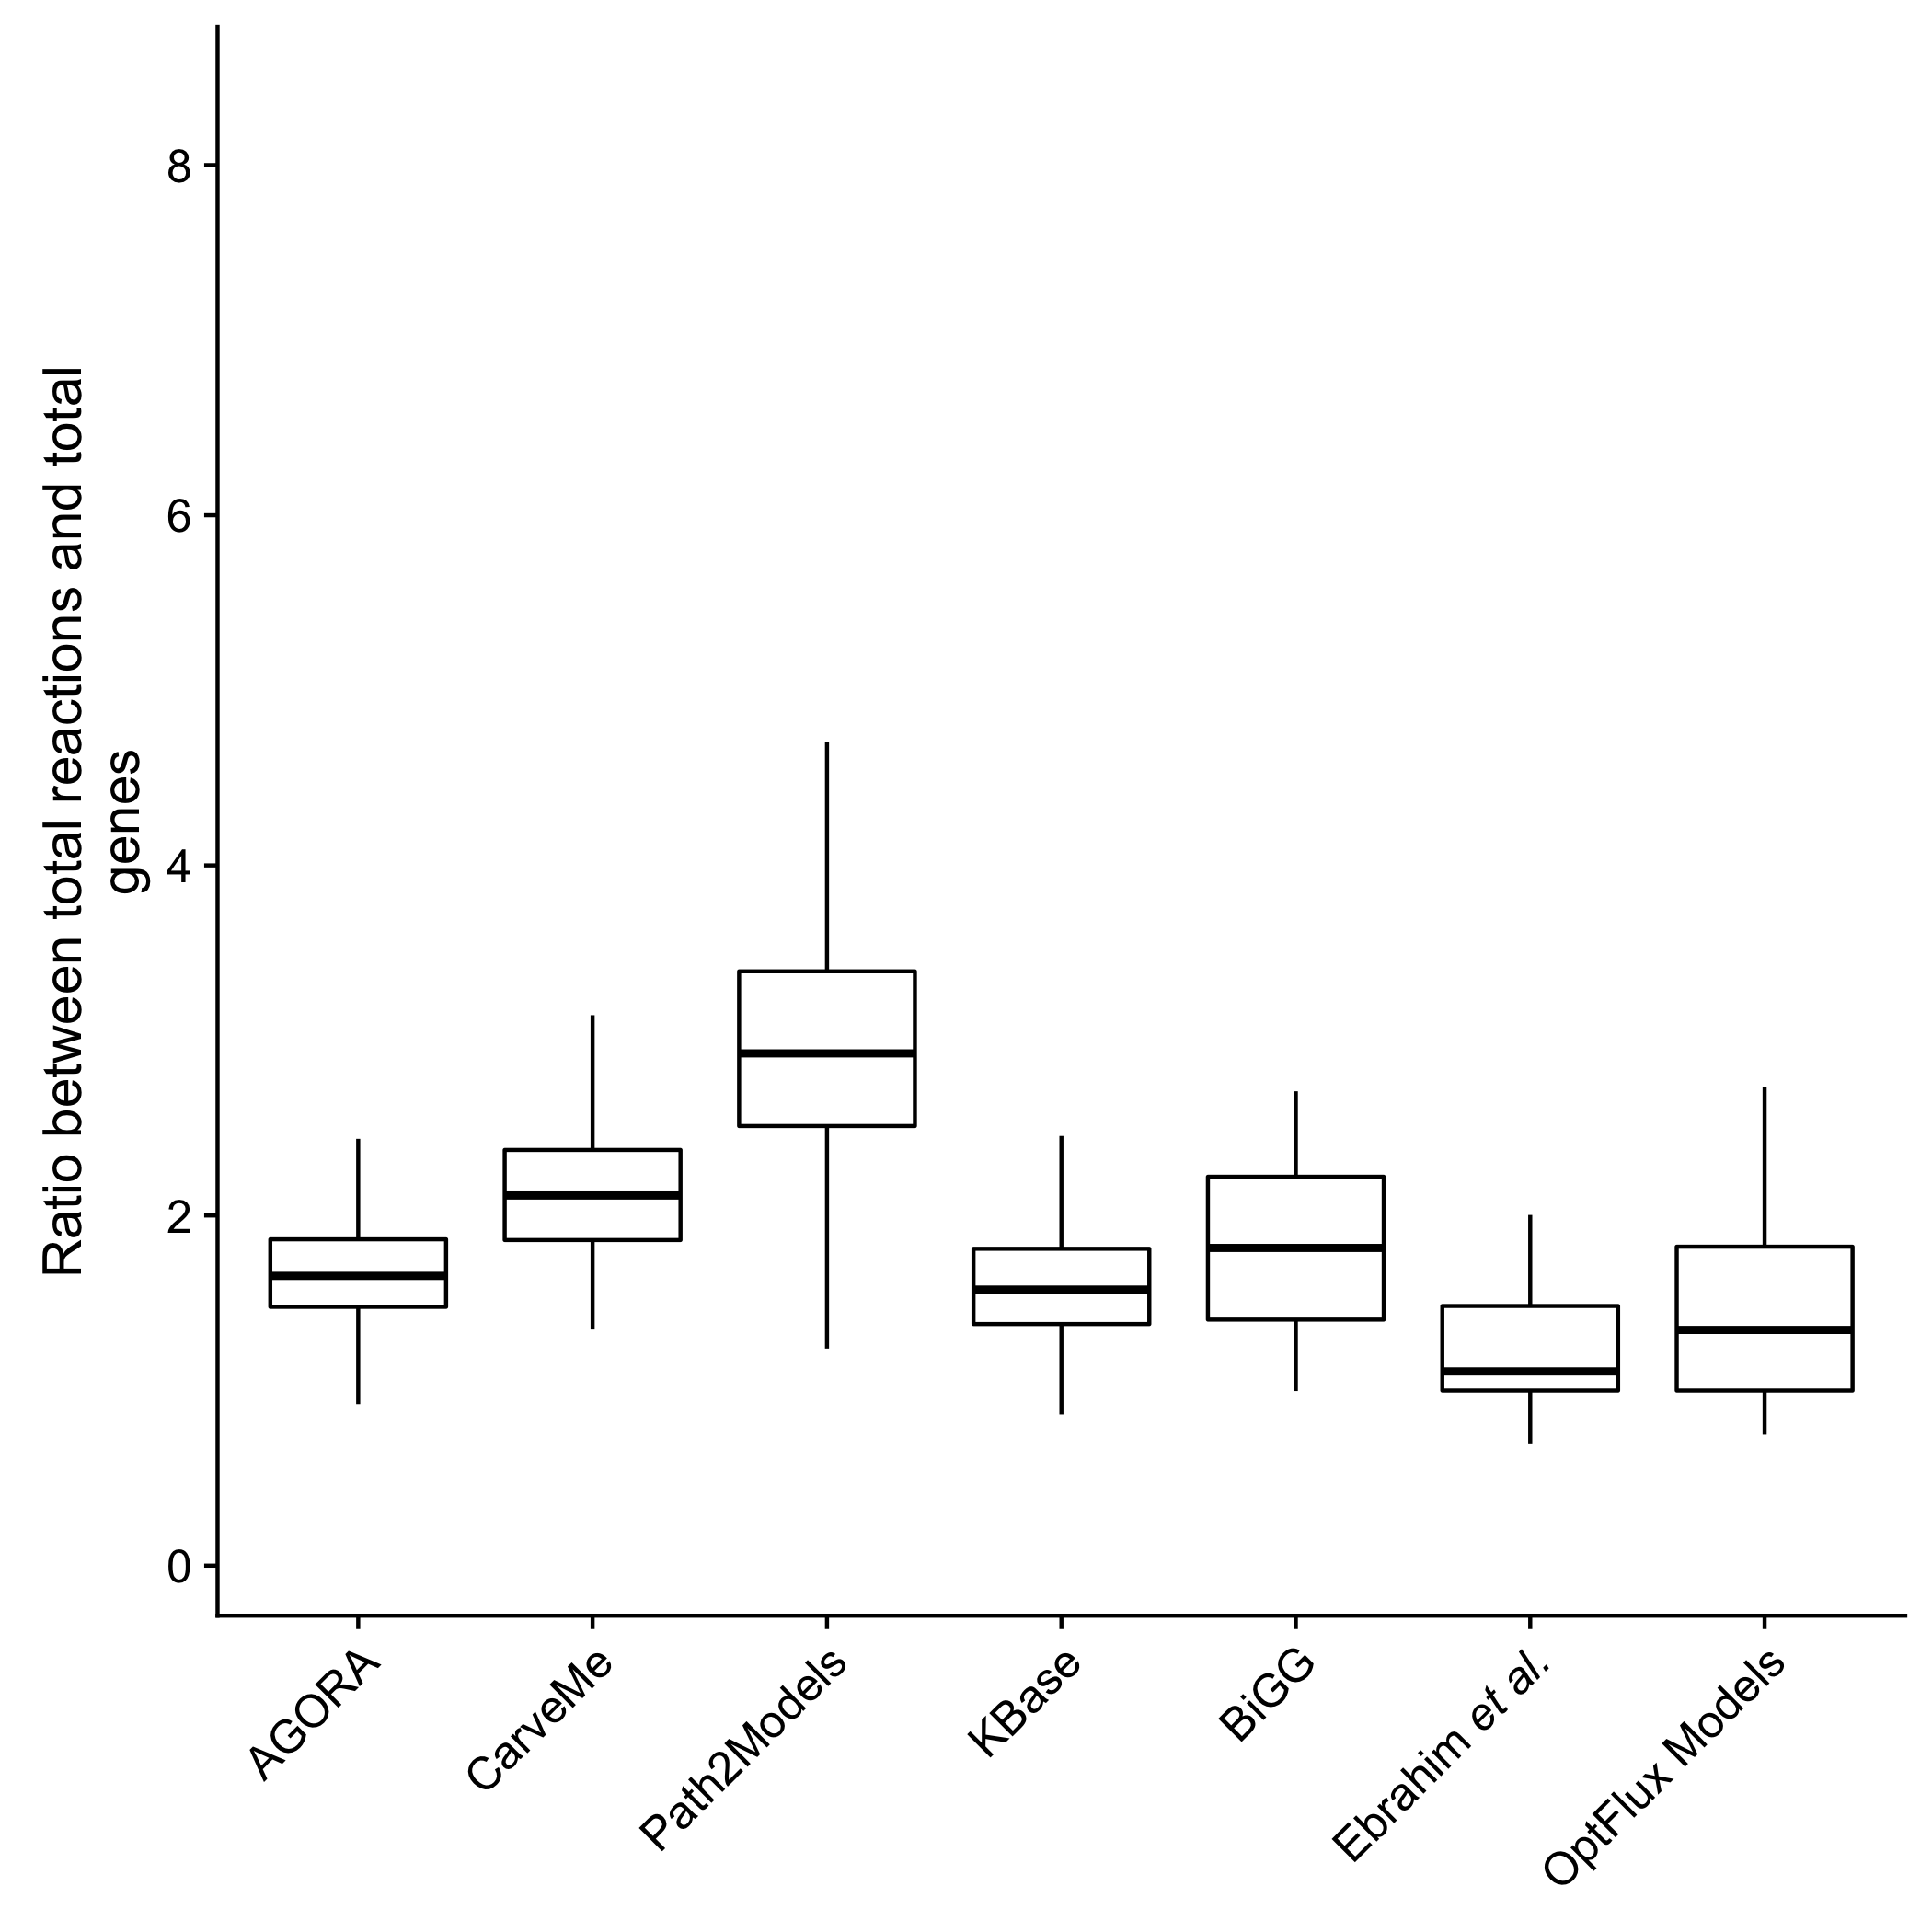 Ratio between total reactions and total
genes
8
6
4
2
0
AGORA
CarveMe
Path2Models
KBase
BiGG
Ebrahim et al.
OptFlux Models